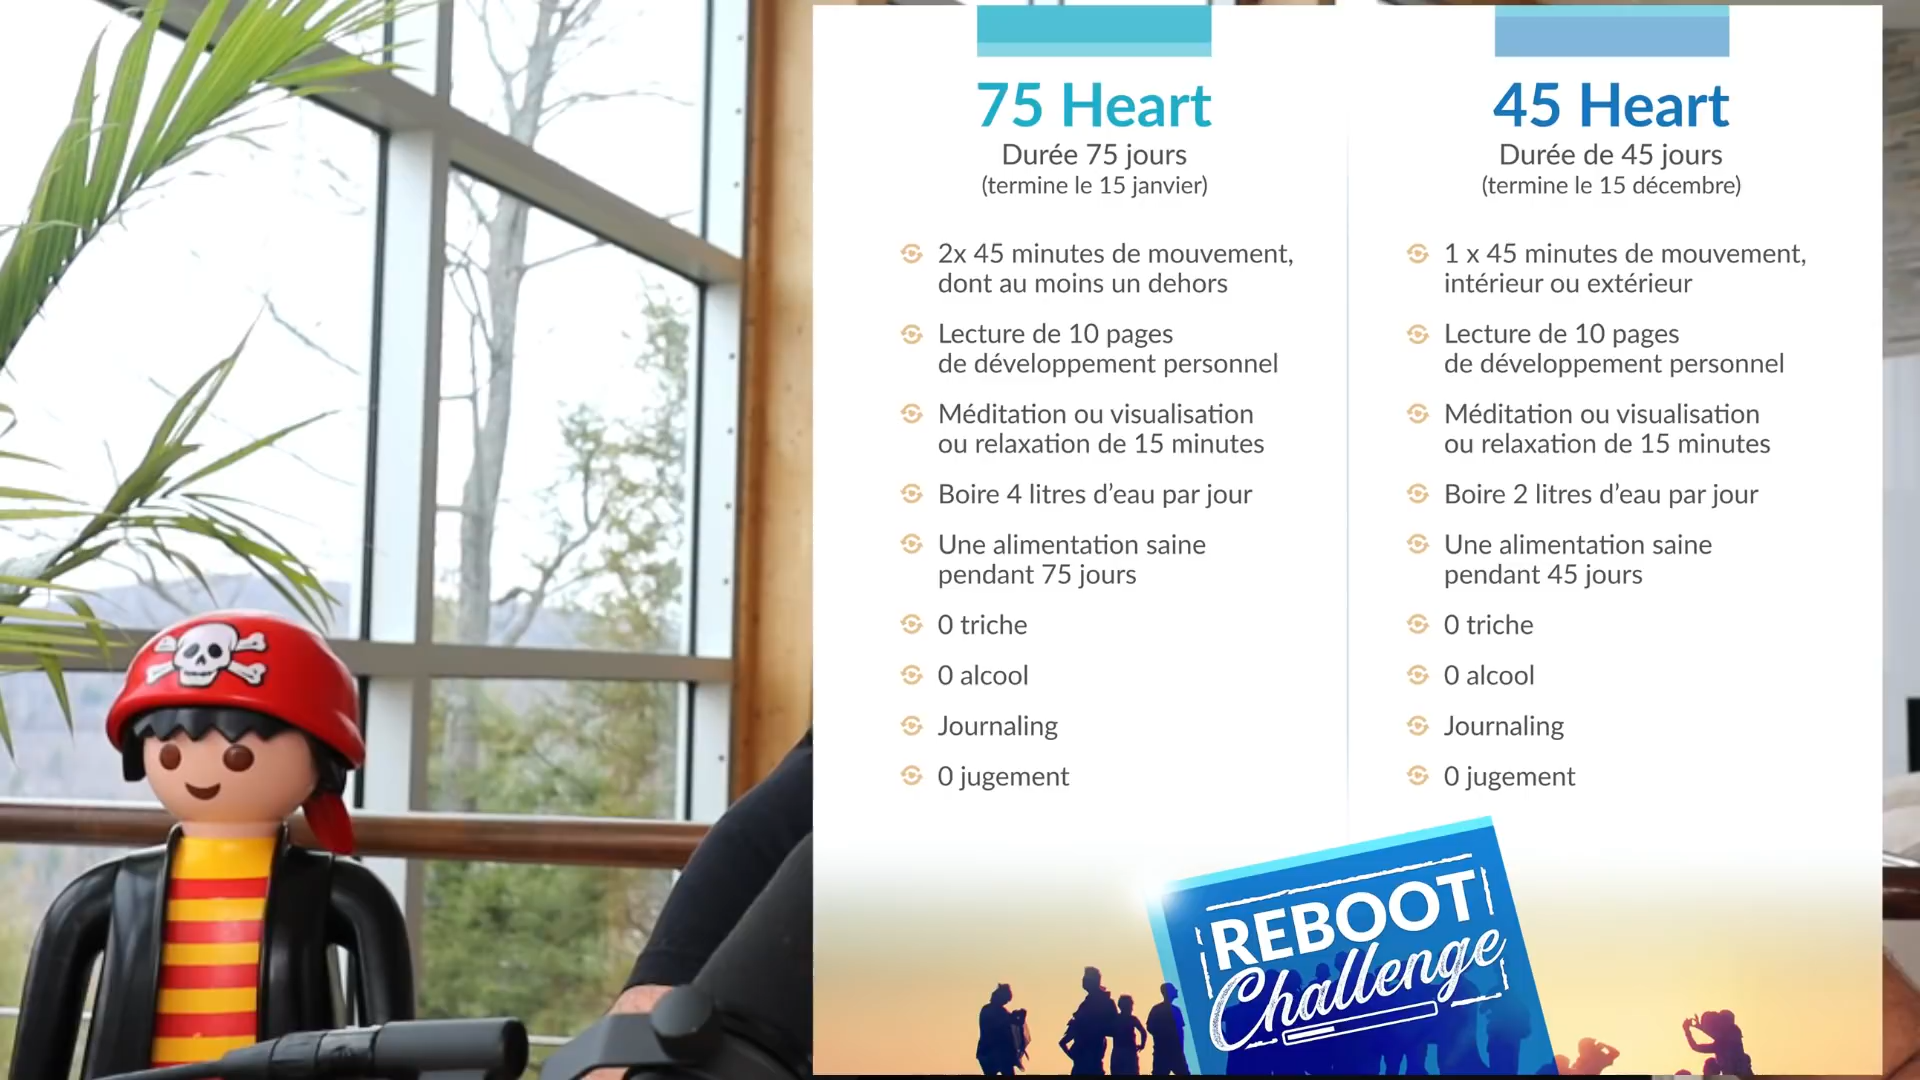 75 Heart
Durée 75 jours
(termine le 15 janvier)
2x 45 minutes de mouvement,
dont au moins un dehors
Lecture de 10 pages
de développement personnel
Méditation ou visualisation
ou relaxation de 15 minutes
Boire 4 litres d’eau par jour
Une alimentation saine
pendant 75 jours
0 triche
0 alcool
Journaling
0 jugement
45 Heart
Durée de 45 jours
(termine le 15 décembre)
1 x 45 minutes de mouvement,
intérieur ou extérieur
Lecture de 10 pages
de développement personnel
Méditation ou visualisation
ou relaxation de 15 minutes
Boire 2 litres d’eau par jour
Une alimentation saine
pendant 45 jours
0 triche
0 alcool
Journaling
0 jugement
REBOOT
Challenge